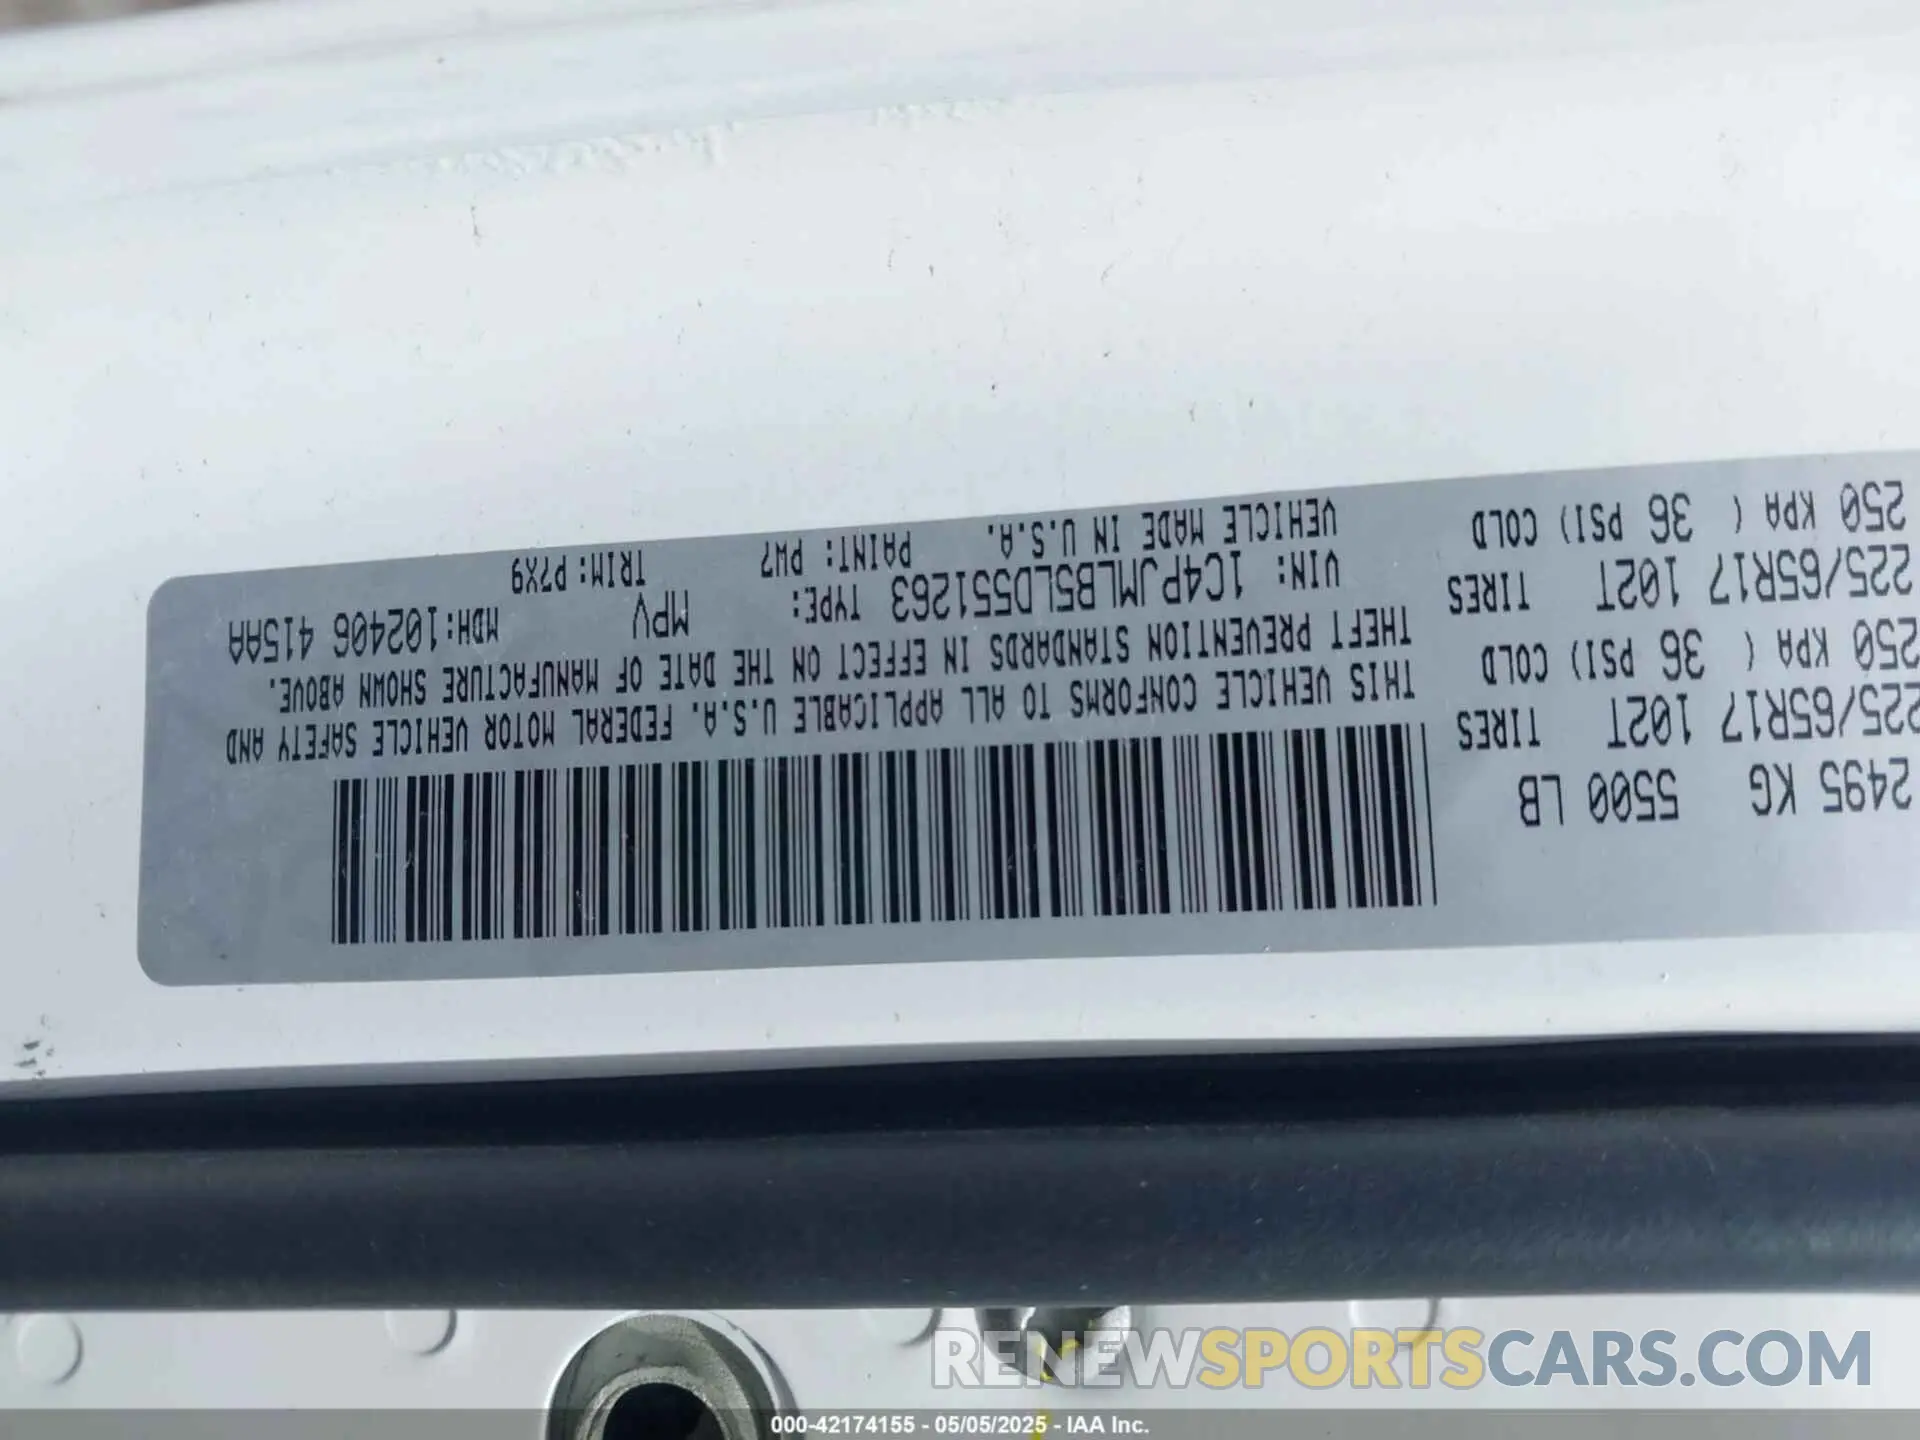 2495 KG 5500 LB
225/65R17 102T TIRES
250 KPA ( 36 PSI) COLD
225/65R17 102T TIRES
250 KPA ( 36 PSI) COLD
THIS VEHICLE CONFORMS TO ALL APPLICABLE U.S.A. FEDERAL MOTOR VEHICLE SAFETY AND
THEFT PREVENTION STANDARDS IN EFFECT ON THE DATE OF MANUFACTURE SHOWN ABOVE.
VIN: 1C4PJMLB5LD551263 TYPE: MPV MDH:102406 415AA
VEHICLE MADE IN U.S.A. PAINT: PW7 TRIM:P7X9
RENEWSPORTSCARS.COM
000-42174155 - 05/05/2025 - IAA Inc.